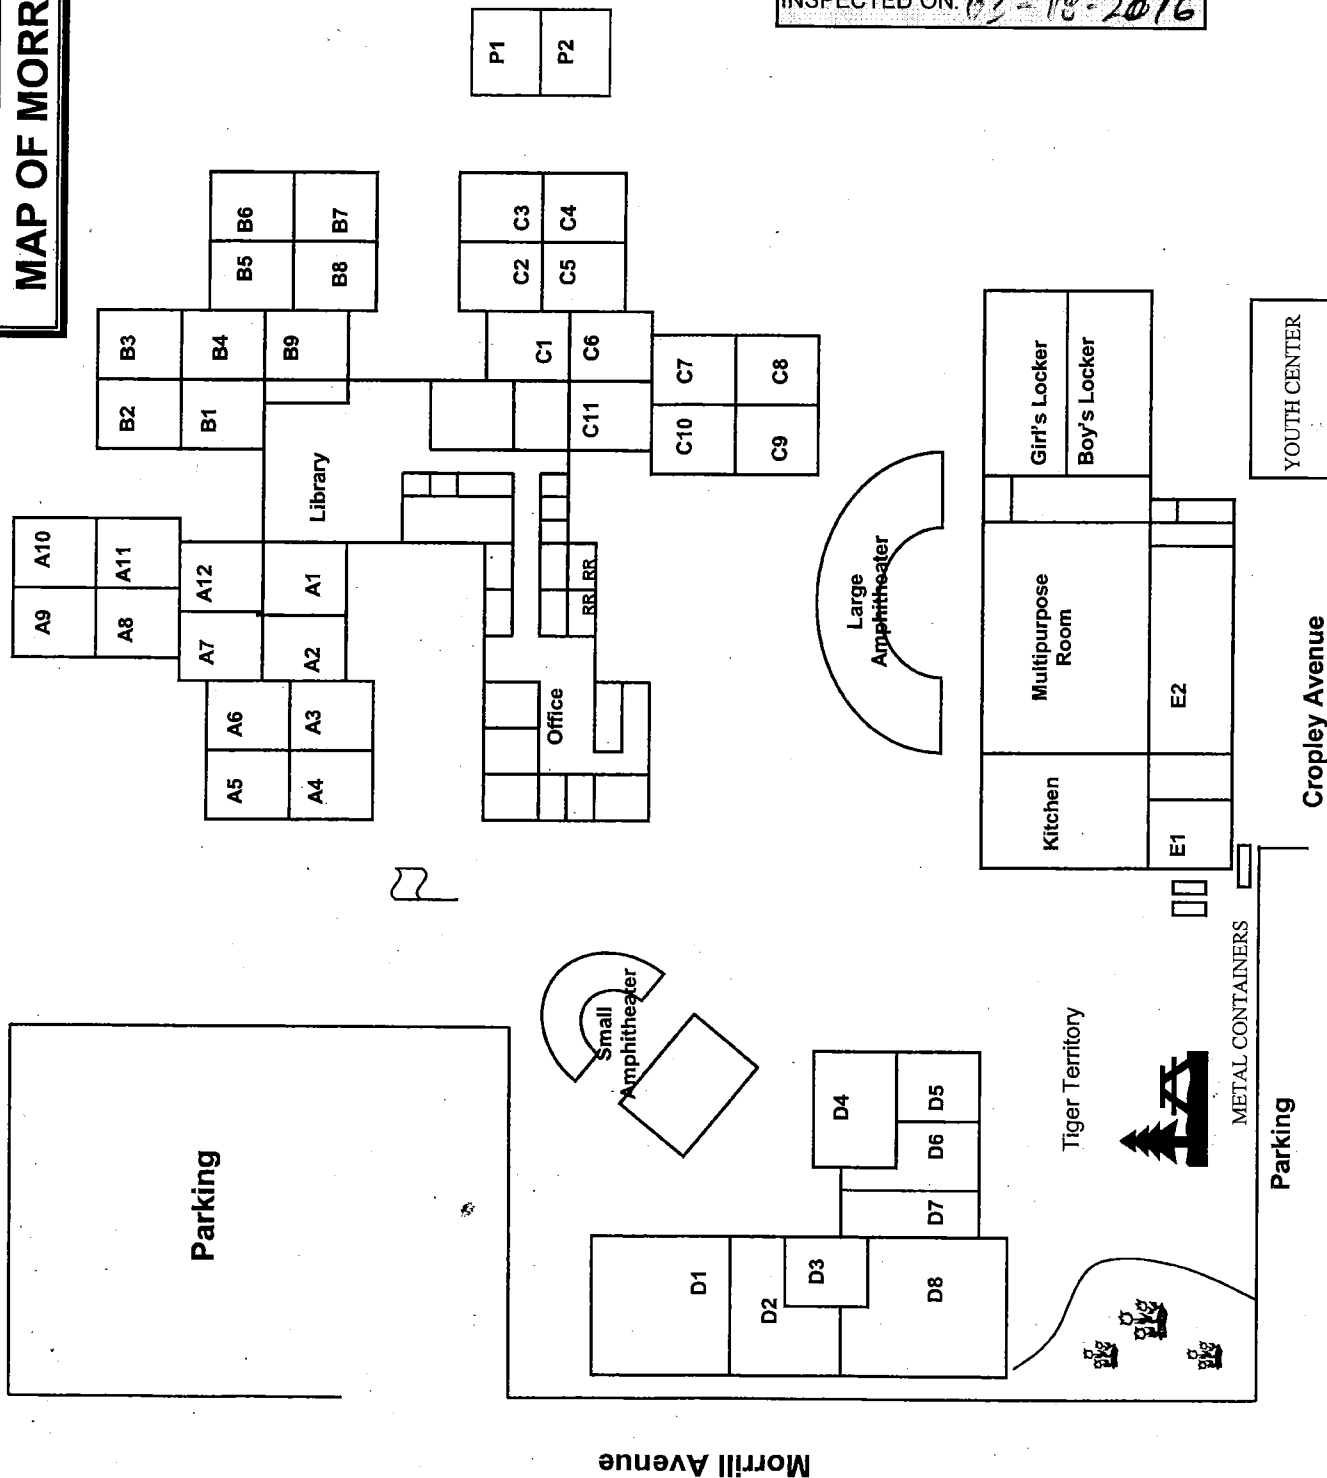 MAP OF MORR
INSPECTED ON: 03-18-2016
P1
P2
B3
B2
B4
B1
B6
B5
B7
B8
B9
C3
C2
C4
C5
C1
C6
C11
C7
C10
C8
C9
Library
A10
A9
A11
A8
A12
A7
A1
A2
A6
A5
A3
A4
RR
RR
Office
Large
Amphitheater
Girl's Locker
Boy's Locker
Multipurpose
Room
Kitchen
E2
E1
YOUTH CENTER
Cropley Avenue
Small
Amphitheater
Parking
D1
D2
D3
D4
D5
D6
D7
D8
Tiger Territory
METAL CONTAINERS
Parking
Morrill Avenue